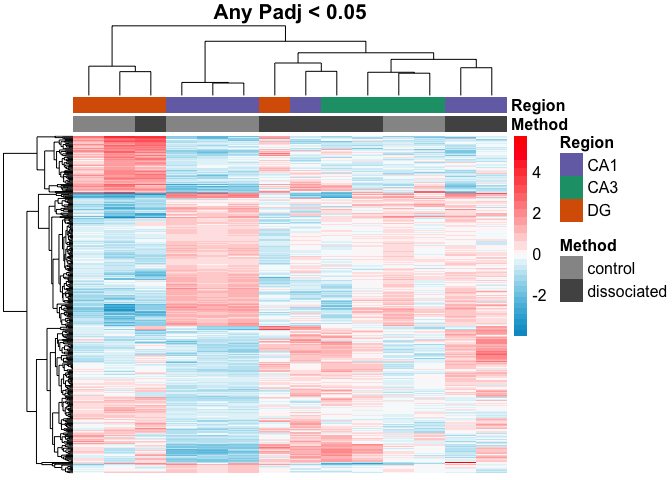 Any Padj < 0.05
Region
Method
4
2
0
-2
Region
CA1
CA3
DG
Method
control
dissociated